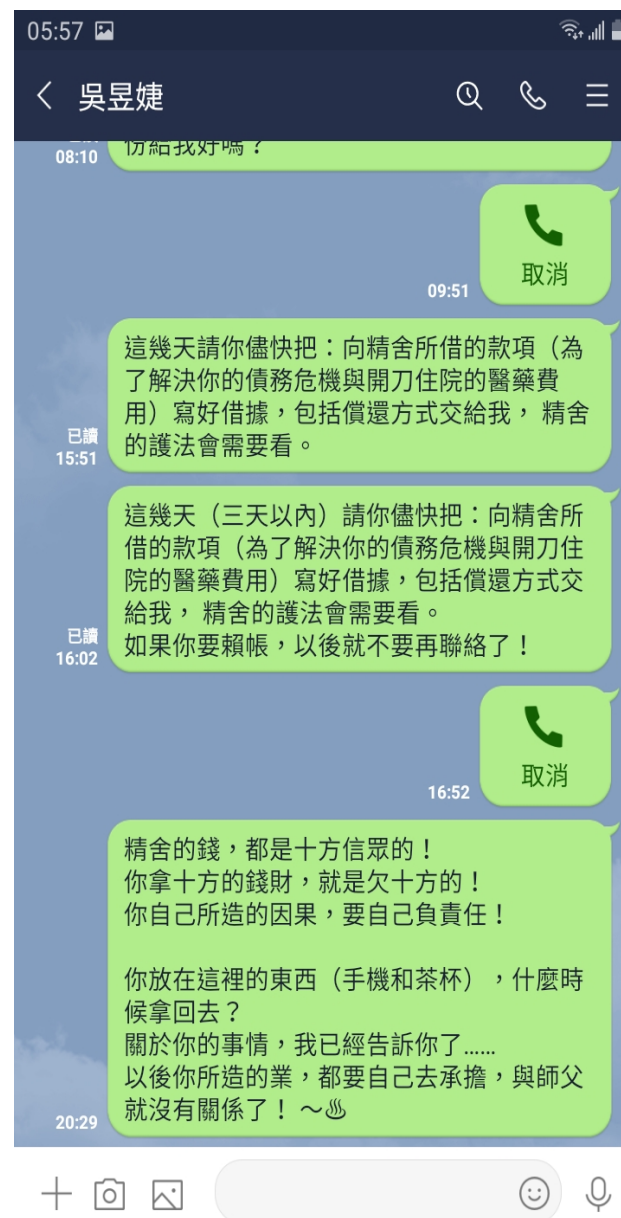 05:57
吳昱婕
已讀
08:10
份給我好嗎？
取消
09:51
這幾天請你儘快把：向精舍所借的款項（為
了解決你的債務危機與開刀住院的醫藥費
用）寫好借據，包括償還方式交給我， 精舍
的護法會需要看。
已讀
15:51
這幾天（三天以內）請你儘快把：向精舍所
借的款項（為了解決你的債務危機與開刀住
院的醫藥費用）寫好借據，包括償還方式交
給我， 精舍的護法會需要看。
如果你要賴帳，以後就不要再聯絡了！
已讀
16:02
取消
16:52
精舍的錢，都是十方信眾的！
你拿十方的錢財，就是欠十方的！
你自己所造的因果，要自己負責任！
你放在這裡的東西（手機和茶杯），什麼時
候拿回去？
關於你的事情，我已經告訴你了......
以後你所造的業，都要自己去承擔，與師父
就沒有關係了！ ～♨
20:29